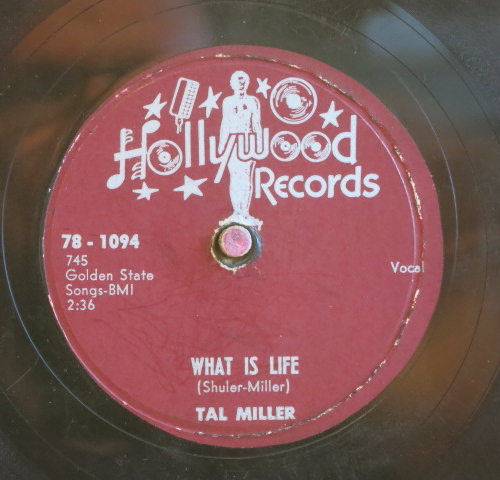 Hollywood
Records
78 - 1094
745
Golden State
Songs-BMI
2:36
Vocal
WHAT IS LIFE
(Shuler-Miller)
TAL MILLER